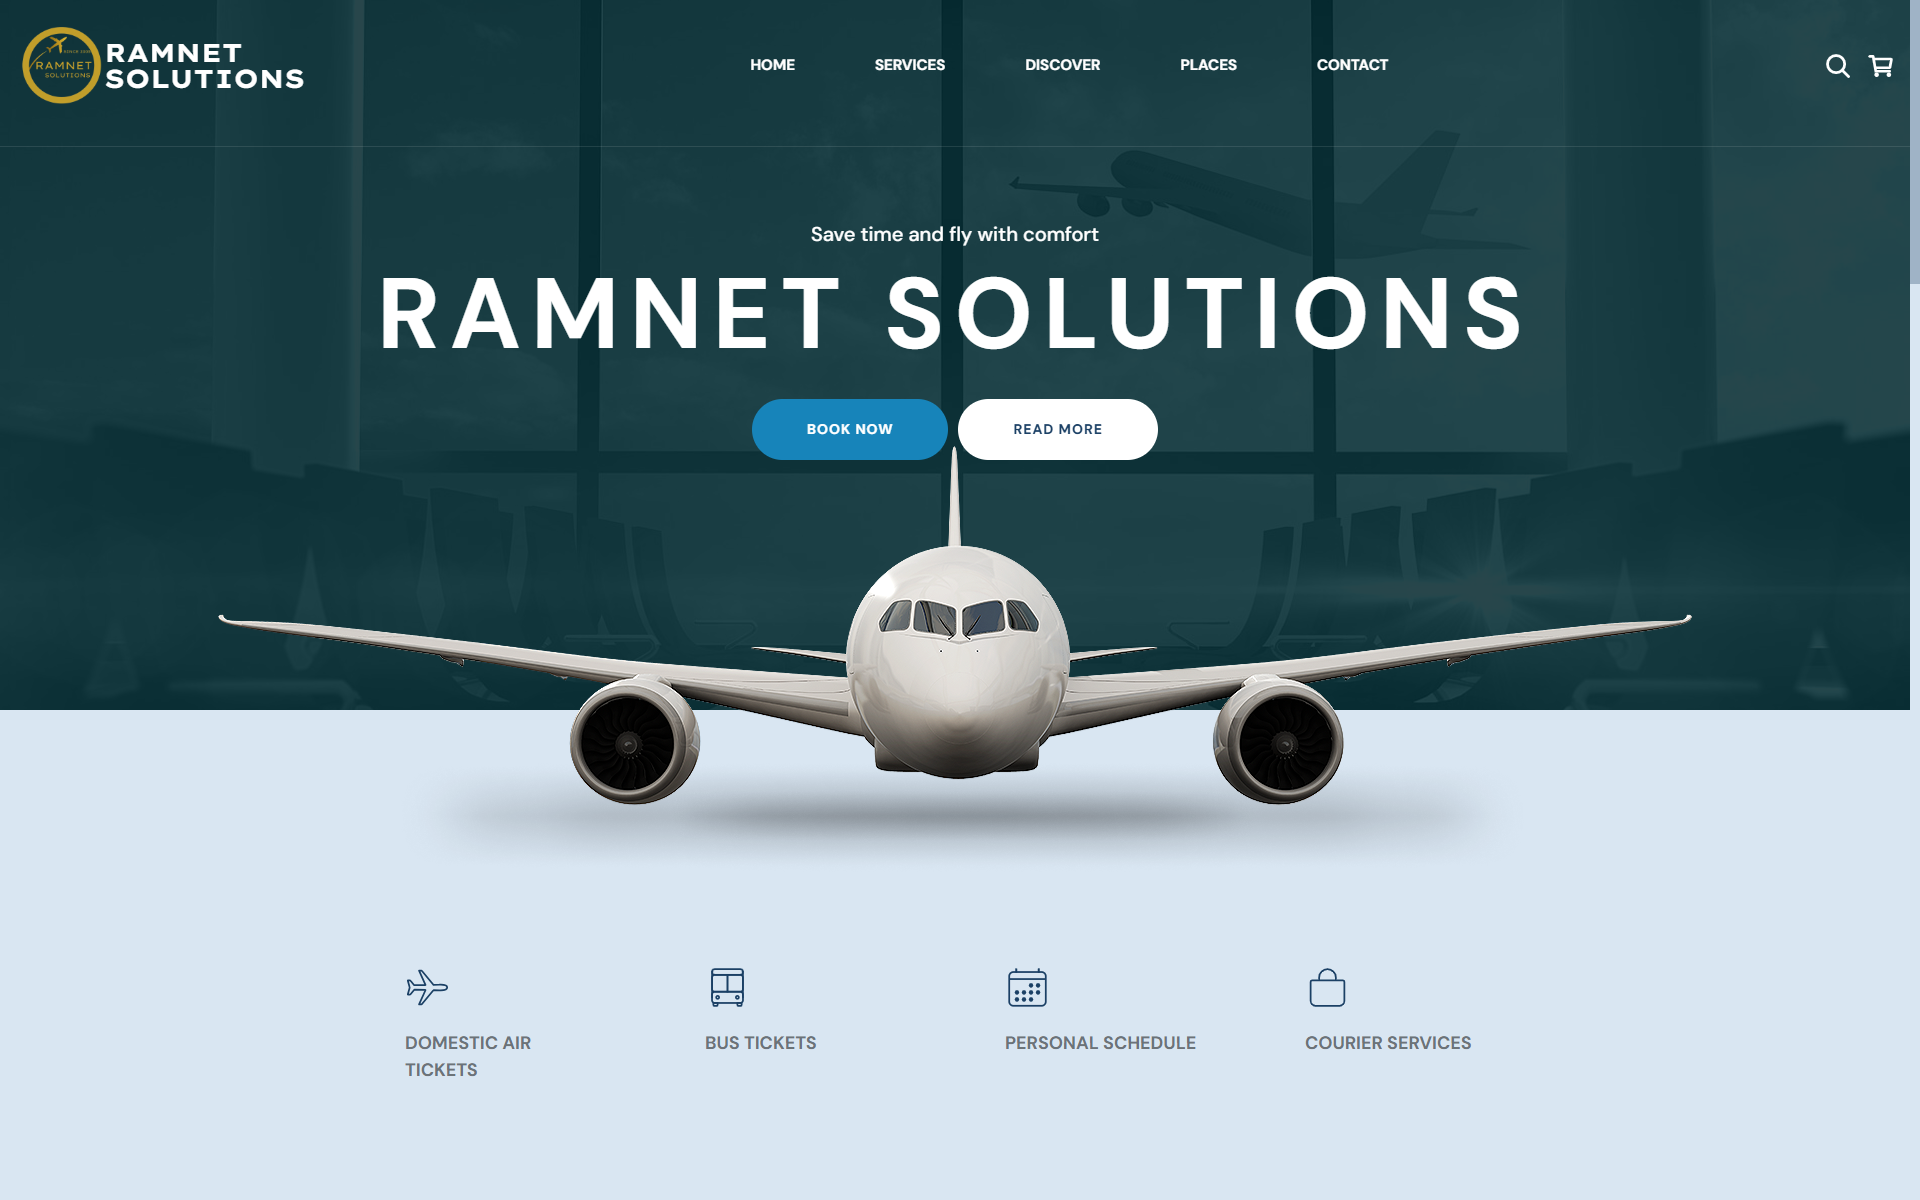 RAMNET
SOLUTIONS
RAMNET
SOLUTIONS
HOME
SERVICES
DISCOVER
PLACES
CONTACT
Save time and fly with comfort
RAMNET SOLUTIONS
BOOK NOW
READ MORE
DOMESTIC AIR
TICKETS
BUS TICKETS
PERSONAL SCHEDULE
COURIER SERVICES